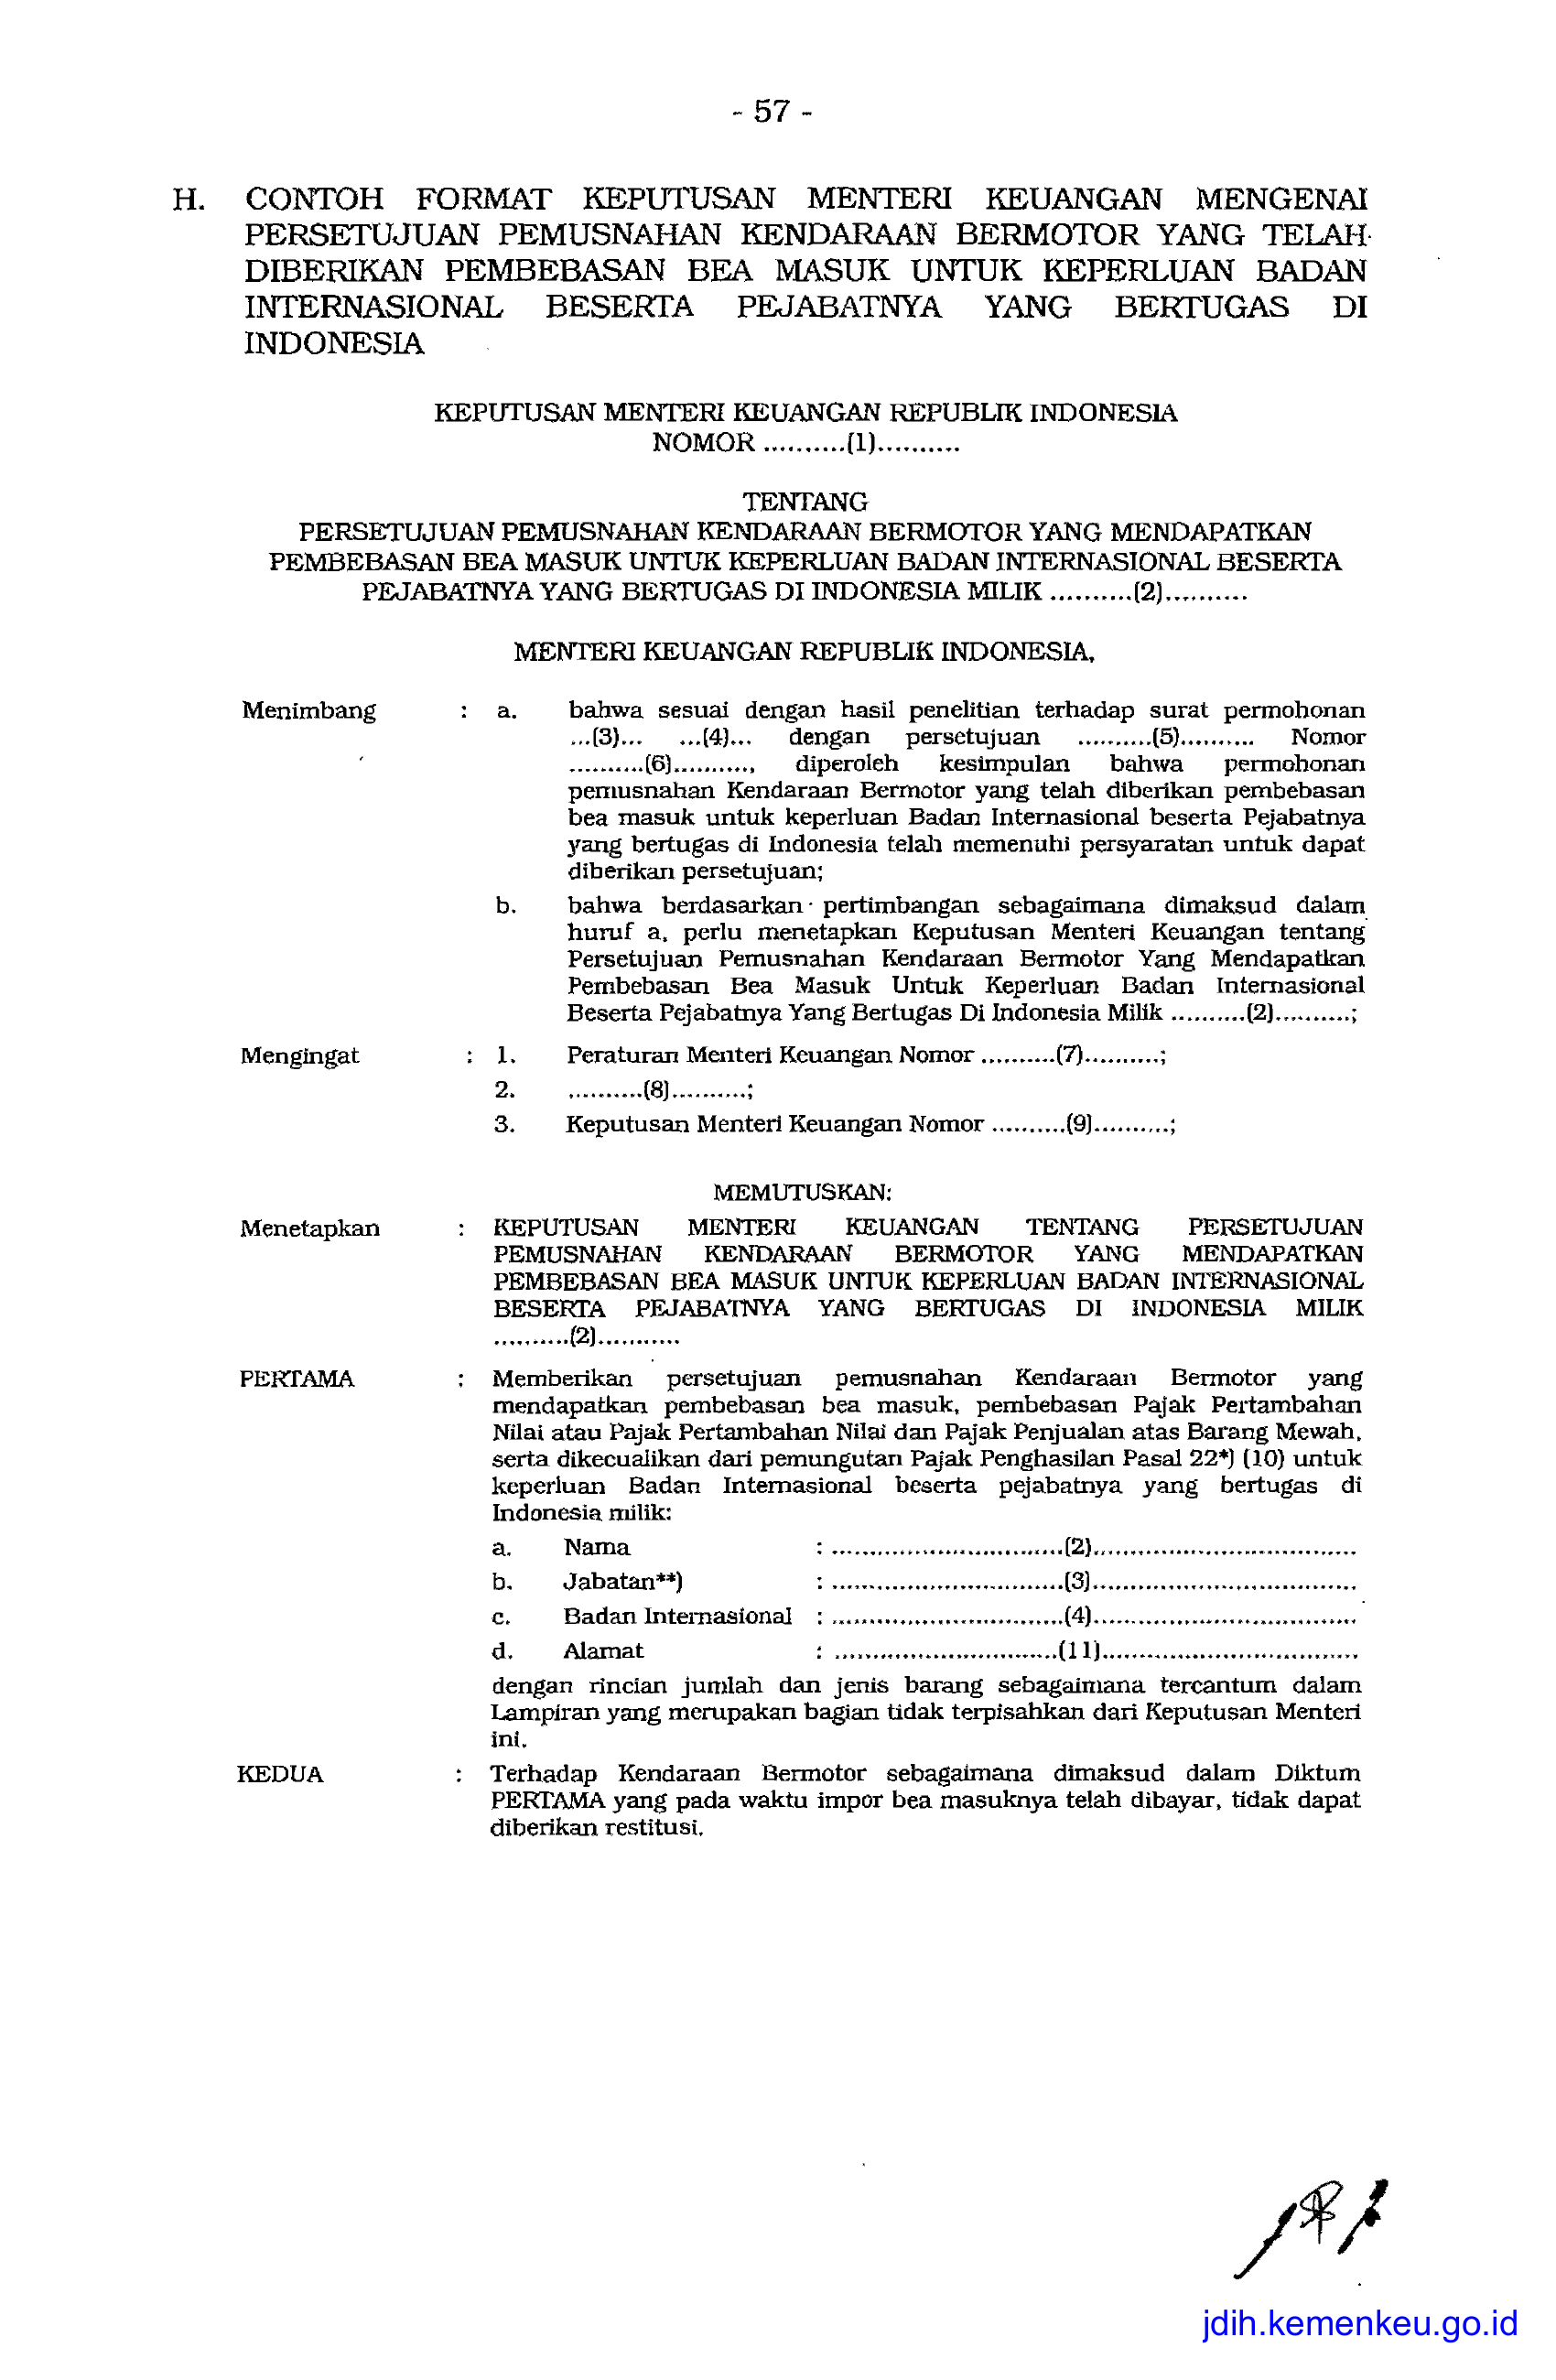 - 57 -
H. CONTOH FORMAT KEPUTUSAN MENTERI KEUANGAN MENGENAI
PERSETUJUAN PEMUSNAHAN KENDARAAN BERMOTOR YANG TELAH
DIBERIKAN PEMBEBASAN BEA MASUK UNTUK KEPERLUAN BADAN
INTERNASIONAL BESERTA PEJABATNYA YANG BERTUGAS DI
INDONESIA
KEPUTUSAN MENTERI KEUANGAN REPUBLIK INDONESIA
NOMOR ..........(1)..........
TENTANG
PERSETUJUAN PEMUSNAHAN KENDARAAN BERMOTOR YANG MENDAPATKAN
PEMBEBASAN BEA MASUK UNTUK KEPERLUAN BADAN INTERNASIONAL BESERTA
PEJABATNYA YANG BERTUGAS DI INDONESIA MILIK ..........(2)..........
MENTERI KEUANGAN REPUBLIK INDONESIA,
Menimbang : a. bahwa sesuai dengan hasil penelitian terhadap surat permohonan
...(3)... ...(4)... dengan persetujuan ..........(5).......... Nomor
..........(6).........., diperoleh kesimpulan bahwa permohonan
pemusnahan Kendaraan Bermotor yang telah diberikan pembebasan
bea masuk untuk keperluan Badan Internasional beserta Pejabatnya
yang bertugas di Indonesia telah memenuhi persyaratan untuk dapat
diberikan persetujuan;
b. bahwa berdasarkan pertimbangan sebagaimana dimaksud dalam
huruf a, perlu menetapkan Keputusan Menteri Keuangan tentang
Persetujuan Pemusnahan Kendaraan Bermotor Yang Mendapatkan
Pembebasan Bea Masuk Untuk Keperluan Badan Internasional
Beserta Pejabatnya Yang Bertugas Di Indonesia Milik ..........(2)..........;
Mengingat : 1. Peraturan Menteri Keuangan Nomor ..........(7)..........;
2. ..........(8)..........;
3. Keputusan Menteri Keuangan Nomor ..........(9)..........;
MEMUTUSKAN:
Menetapkan : KEPUTUSAN MENTERI KEUANGAN TENTANG PERSETUJUAN
PEMUSNAHAN KENDARAAN BERMOTOR YANG MENDAPATKAN
PEMBEBASAN BEA MASUK UNTUK KEPERLUAN BADAN INTERNASIONAL
BESERTA PEJABATNYA YANG BERTUGAS DI INDONESIA MILIK
..........(2)...........
PERTAMA : Memberikan persetujuan pemusnahan Kendaraan Bermotor yang
mendapatkan pembebasan bea masuk, pembebasan Pajak Pertambahan
Nilai atau Pajak Pertambahan Nilai dan Pajak Penjualan atas Barang Mewah,
serta dikecualikan dari pemungutan Pajak Penghasilan Pasal 22*) (10) untuk
keperluan Badan Internasional beserta pejabatnya yang bertugas di
Indonesia milik:
a. Nama : ...............................(2)...................................
b. Jabatan**) : ...............................(3)...................................
c. Badan Internasional : ...............................(4)...................................
d. Alamat : ..............................(11)..................................
dengan rincian jumlah dan jenis barang sebagaimana tercantum dalam
Lampiran yang merupakan bagian tidak terpisahkan dari Keputusan Menteri
ini.
KEDUA : Terhadap Kendaraan Bermotor sebagaimana dimaksud dalam Diktum
PERTAMA yang pada waktu impor bea masuknya telah dibayar, tidak dapat
diberikan restitusi.
jdih.kemenkeu.go.id